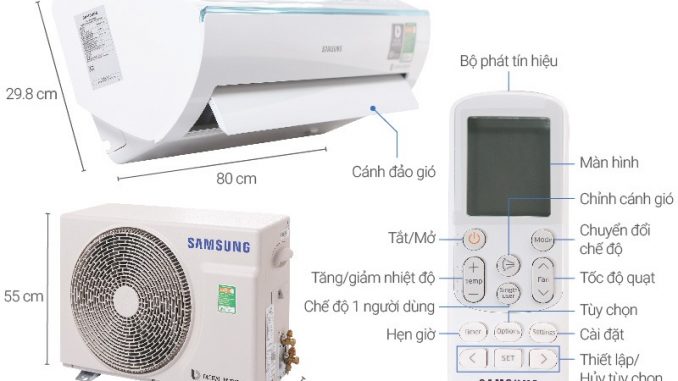 SAMSUNG
29.8 cm
80 cm
Cánh đảo gió
SAMSUNG
55 cm
Bộ phát tín hiệu
Màn hình
Chỉnh cánh gió
Tắt/Mở
Mode
Chuyển đổi
chế độ
Tăng/giảm nhiệt độ
+
Temp
−
Fan
Tốc độ quạt
Chế độ 1 người dùng
Single
user
Tùy chọn
Hẹn giờ
Timer
Options
Settings
Cài đặt
<
SET
>
Thiết lập/
Hủy tùy chọn
SAMSUNG